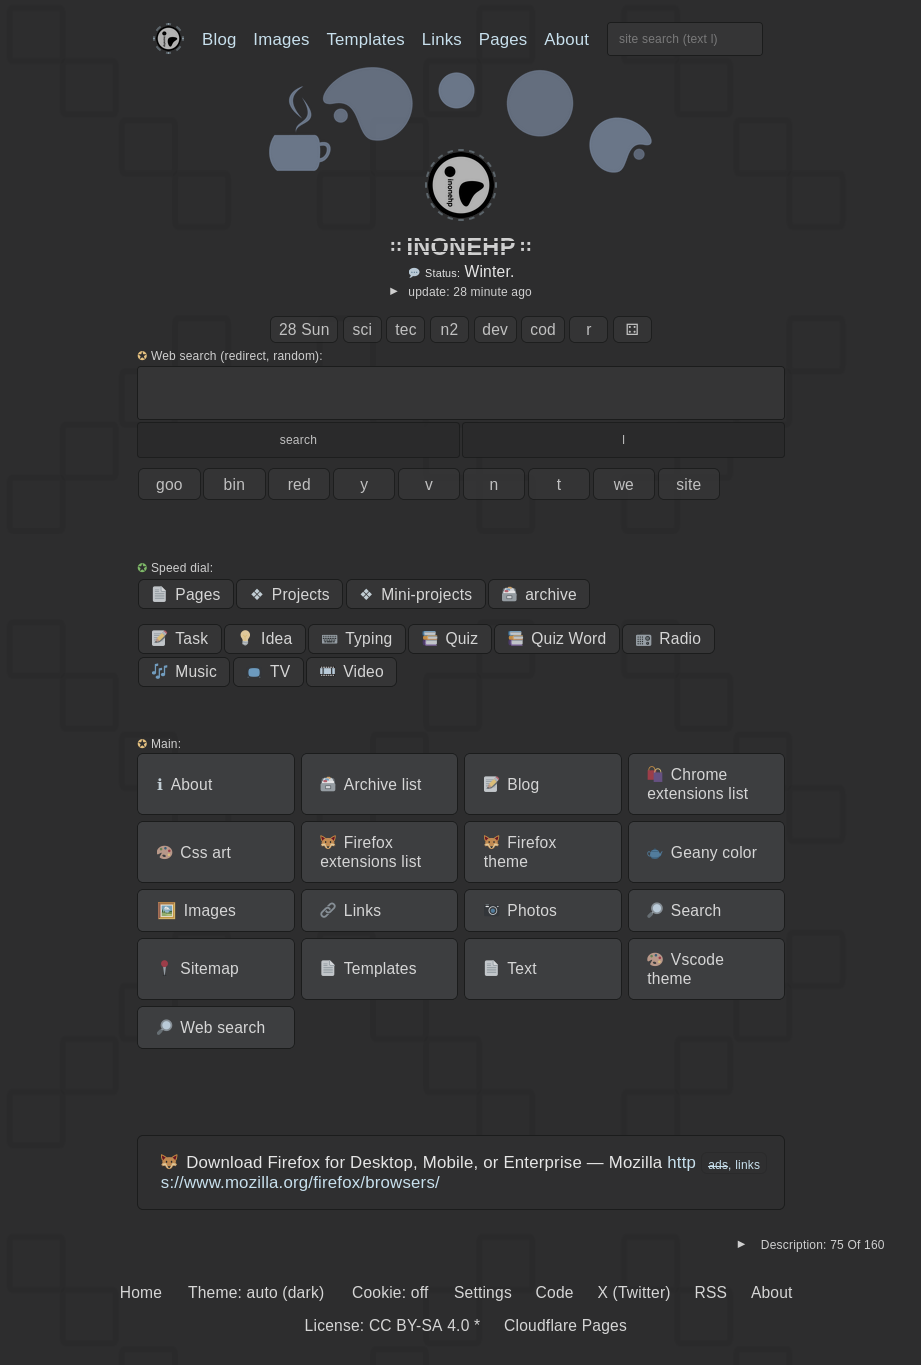 Blog Images Templates Links Pages About site search (text l)
inonehp
:: INONEHP ::
Status: Winter.
► update: 28 minute ago
28 Sun sci tec n2 dev cod r ⚃
✪ Web search (redirect, random):
search l
goo bin red y v n t we site
✪ Speed dial:
Pages ❖ Projects ❖ Mini-projects archive
Task Idea Typing Quiz Quiz Word Radio
Music TV Video
✪ Main:
ℹ About Archive list Blog Chrome
extensions list
Css art Firefox
extensions list Firefox
theme Geany color
Images Links Photos Search
Sitemap Templates Text Vscode
theme
Web search
Download Firefox for Desktop, Mobile, or Enterprise — Mozilla http ads, links
s://www.mozilla.org/firefox/browsers/
► Description: 75 Of 160
Home Theme: auto (dark) Cookie: off Settings Code X (Twitter) RSS About
License: CC BY-SA 4.0 * Cloudflare Pages